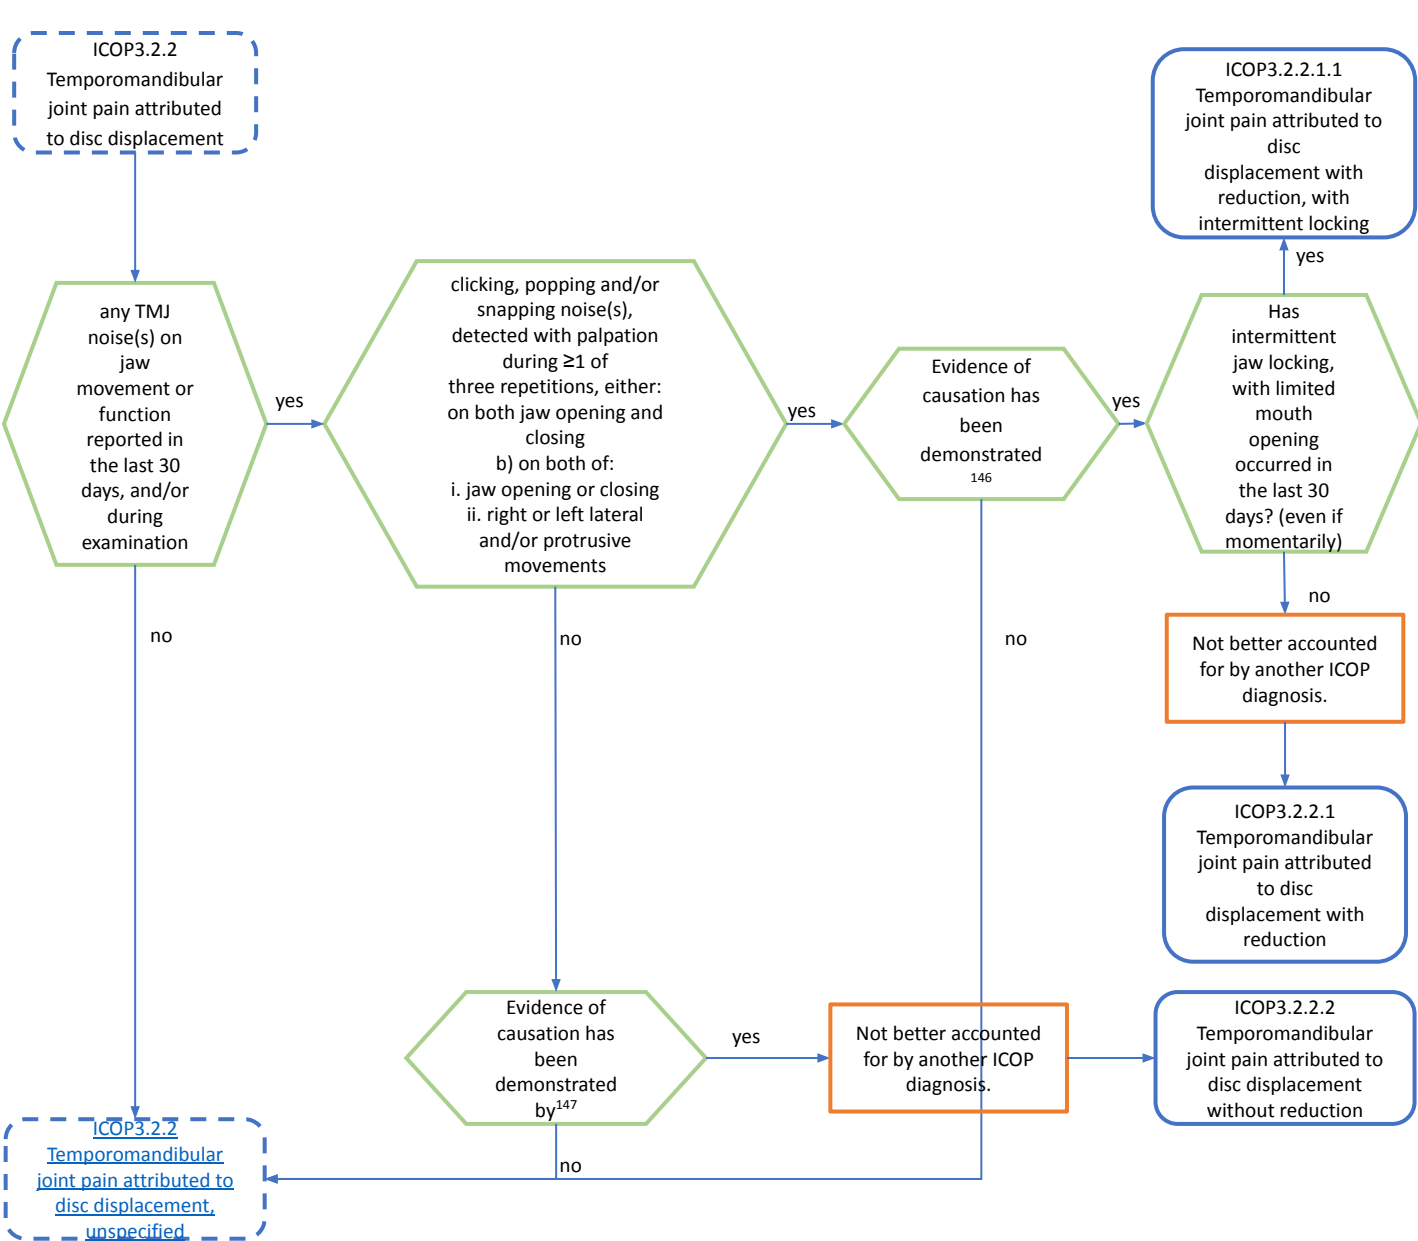 ICOP3.2.2
Temporomandibular
joint pain attributed
to disc displacement
any TMJ
noise(s) on
jaw
movement or
function
reported in
the last 30
days, and/or
during
examination
yes
no
clicking, popping and/or
snapping noise(s),
detected with palpation
during ≥1 of
three repetitions, either:
on both jaw opening and
closing
b) on both of:
i. jaw opening or closing
ii. right or left lateral
and/or protrusive
movements
yes
no
Evidence of
causation has
been
demonstrated
146
yes
no
Has
intermittent
jaw locking,
with limited
mouth
opening
occurred in
the last 30
days? (even if
momentarily)
yes
ICOP3.2.2.1.1
Temporomandibular
joint pain attributed to
disc
displacement with
reduction, with
intermittent locking
no
Not better accounted
for by another ICOP
diagnosis.
ICOP3.2.2.1
Temporomandibular
joint pain attributed
to disc
displacement with
reduction
Evidence of
causation has
been
demonstrated
by147
yes
no
Not better accounted
for by another ICOP
diagnosis.
ICOP3.2.2.2
Temporomandibular
joint pain attributed to
disc displacement
without reduction
ICOP3.2.2
Temporomandibular
joint pain attributed to
disc displacement,
unspecified